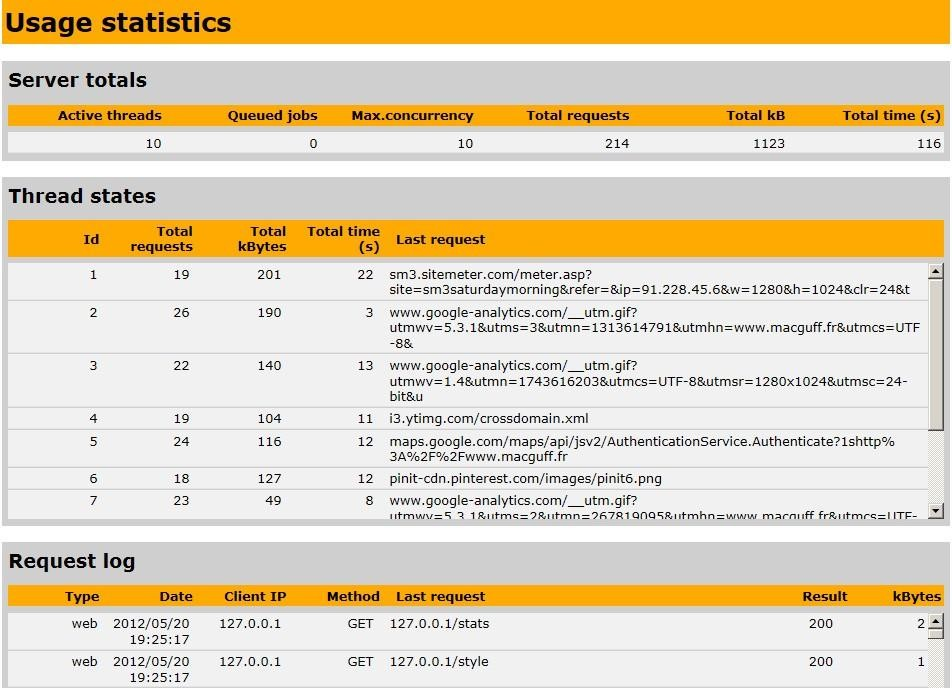 Usage statistics
Server totals
Active threads Queued jobs Max.concurrency Total requests Total kB Total time (s)
10 0 10 214 1123 116
Thread states
Id Total requests Total kBytes Total time (s) Last request
1 19 201 22 sm3.sitemeter.com/meter.asp?
site=sm3saturdaymorning&refer=&ip=91.228.45.6&w=1280&h=1024&clr=24&t
2 26 190 3 www.google-analytics.com/__utm.gif?
utmwv=5.3.1&utms=3&utmn=1313614791&utmhn=www.macguff.fr&utmcs=UTF
-8&
3 22 140 13 www.google-analytics.com/__utm.gif?
utmwv=1.4&utmn=1743616203&utmcs=UTF-8&utmsr=1280x1024&utmsc=24-
bit&u
4 19 104 11 i3.ytimg.com/crossdomain.xml
5 24 116 12 maps.google.com/maps/api/jsv2/AuthenticationService.Authenticate?1shttp%
3A%2F%2Fwww.macguff.fr
6 18 127 12 pinit-cdn.pinterest.com/images/pinit6.png
7 23 49 8 www.google-analytics.com/__utm.gif?
utmwv=5.3.1&utms=2&utmn=267819095&utmhn=www.macguff.fr&utmcs=UTF-
Request log
Type Date Client IP Method Last request Result kBytes
web 2012/05/20 127.0.0.1 GET 127.0.0.1/stats 200 2
19:25:17
web 2012/05/20 127.0.0.1 GET 127.0.0.1/style 200 1
19:25:17